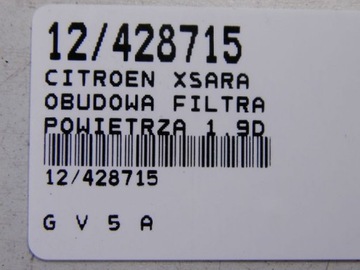 12/428715
CITROEN XSARA
OBUDOWA FILTRA
POWIETRZA 1.9D
12/428715
G V 5 A